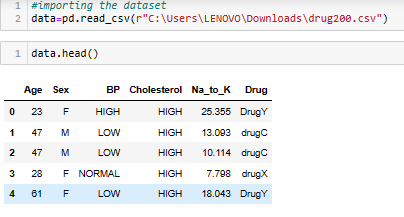 1 #importing the dataset
2 data=pd.read_csv(r"C:\Users\LENOVO\Downloads\drug200.csv")
1 data.head()
Age Sex BP Cholesterol Na_to_K Drug
0 23 F HIGH HIGH 25.355 DrugY
1 47 M LOW HIGH 13.093 drugC
2 47 M LOW HIGH 10.114 drugC
3 28 F NORMAL HIGH 7.798 drugX
4 61 F LOW HIGH 18.043 DrugY